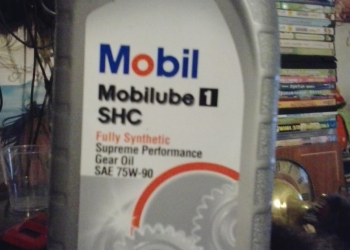 Mobil
Mobilube 1
SHC
Fully Synthetic
Supreme Performance
Gear Oil
SAE 75W-90